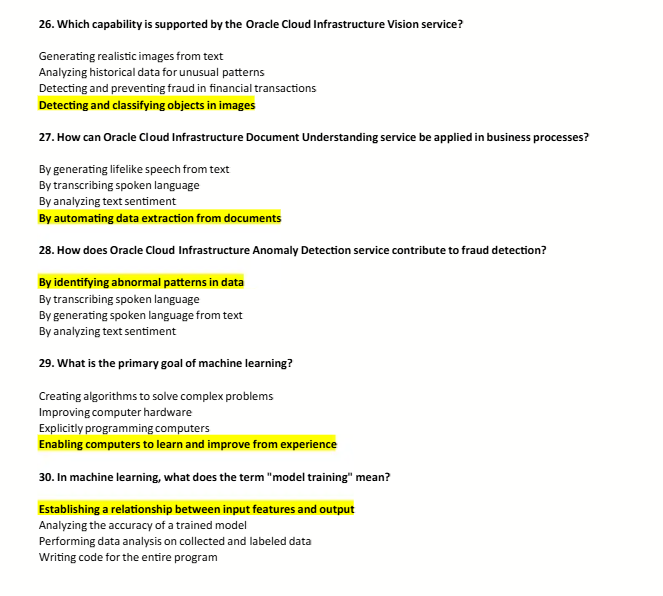 26. Which capability is supported by the Oracle Cloud Infrastructure Vision service?
Generating realistic images from text
Analyzing historical data for unusual patterns
Detecting and preventing fraud in financial transactions
Detecting and classifying objects in images
27. How can Oracle Cloud Infrastructure Document Understanding service be applied in business processes?
By generating lifelike speech from text
By transcribing spoken language
By analyzing text sentiment
By automating data extraction from documents
28. How does Oracle Cloud Infrastructure Anomaly Detection service contribute to fraud detection?
By identifying abnormal patterns in data
By transcribing spoken language
By generating spoken language from text
By analyzing text sentiment
29. What is the primary goal of machine learning?
Creating algorithms to solve complex problems
Improving computer hardware
Explicitly programming computers
Enabling computers to learn and improve from experience
30. In machine learning, what does the term "model training" mean?
Establishing a relationship between input features and output
Analyzing the accuracy of a trained model
Performing data analysis on collected and labeled data
Writing code for the entire program